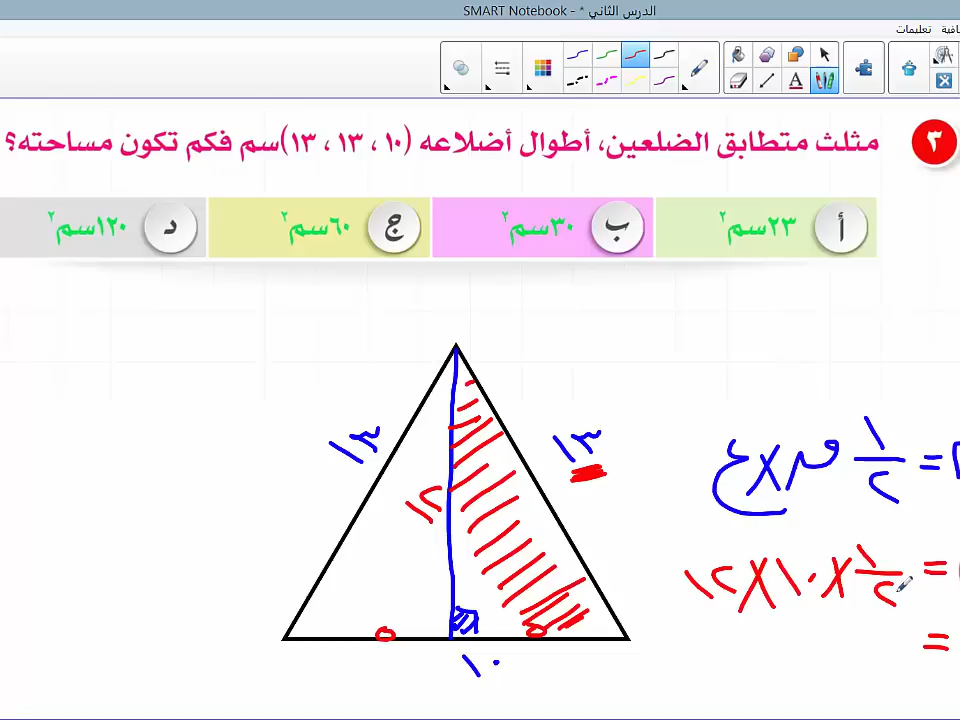 SMART Notebook - * الدرس الثاني
تعليمات
٣ مثلث متطابق الضلعين، أطوال أضلاعه (١٠ ، ١٣ ، ١٣)سم فكم تكون مساحته؟
أ ٢٣سم٢ ب ٣٠سم٢ ج ٦٠سم٢ د ١٢٠سم٢
١٣
١٣
١٢
٥ ٥
١٠
= ١/٢ ق × ع
= ١/٢ × ١٠ × ١٢
=